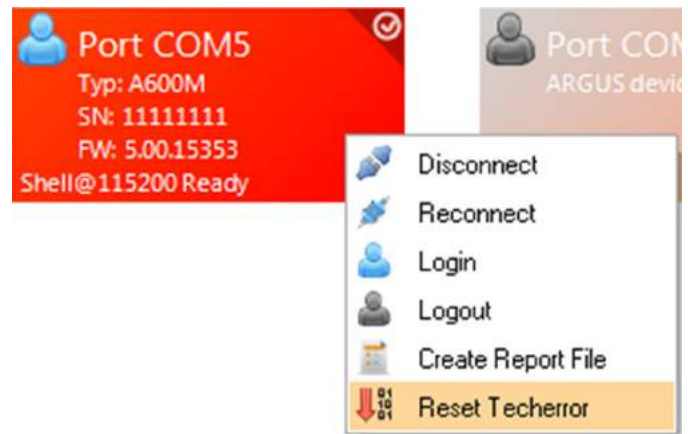 Port COM5
Typ: A600M
SN: 11111111
FW: 5.00.15353
Shell@115200 Ready
Port COM
ARGUS devic
Disconnect
Reconnect
Login
Logout
Create Report File
Reset Techerror